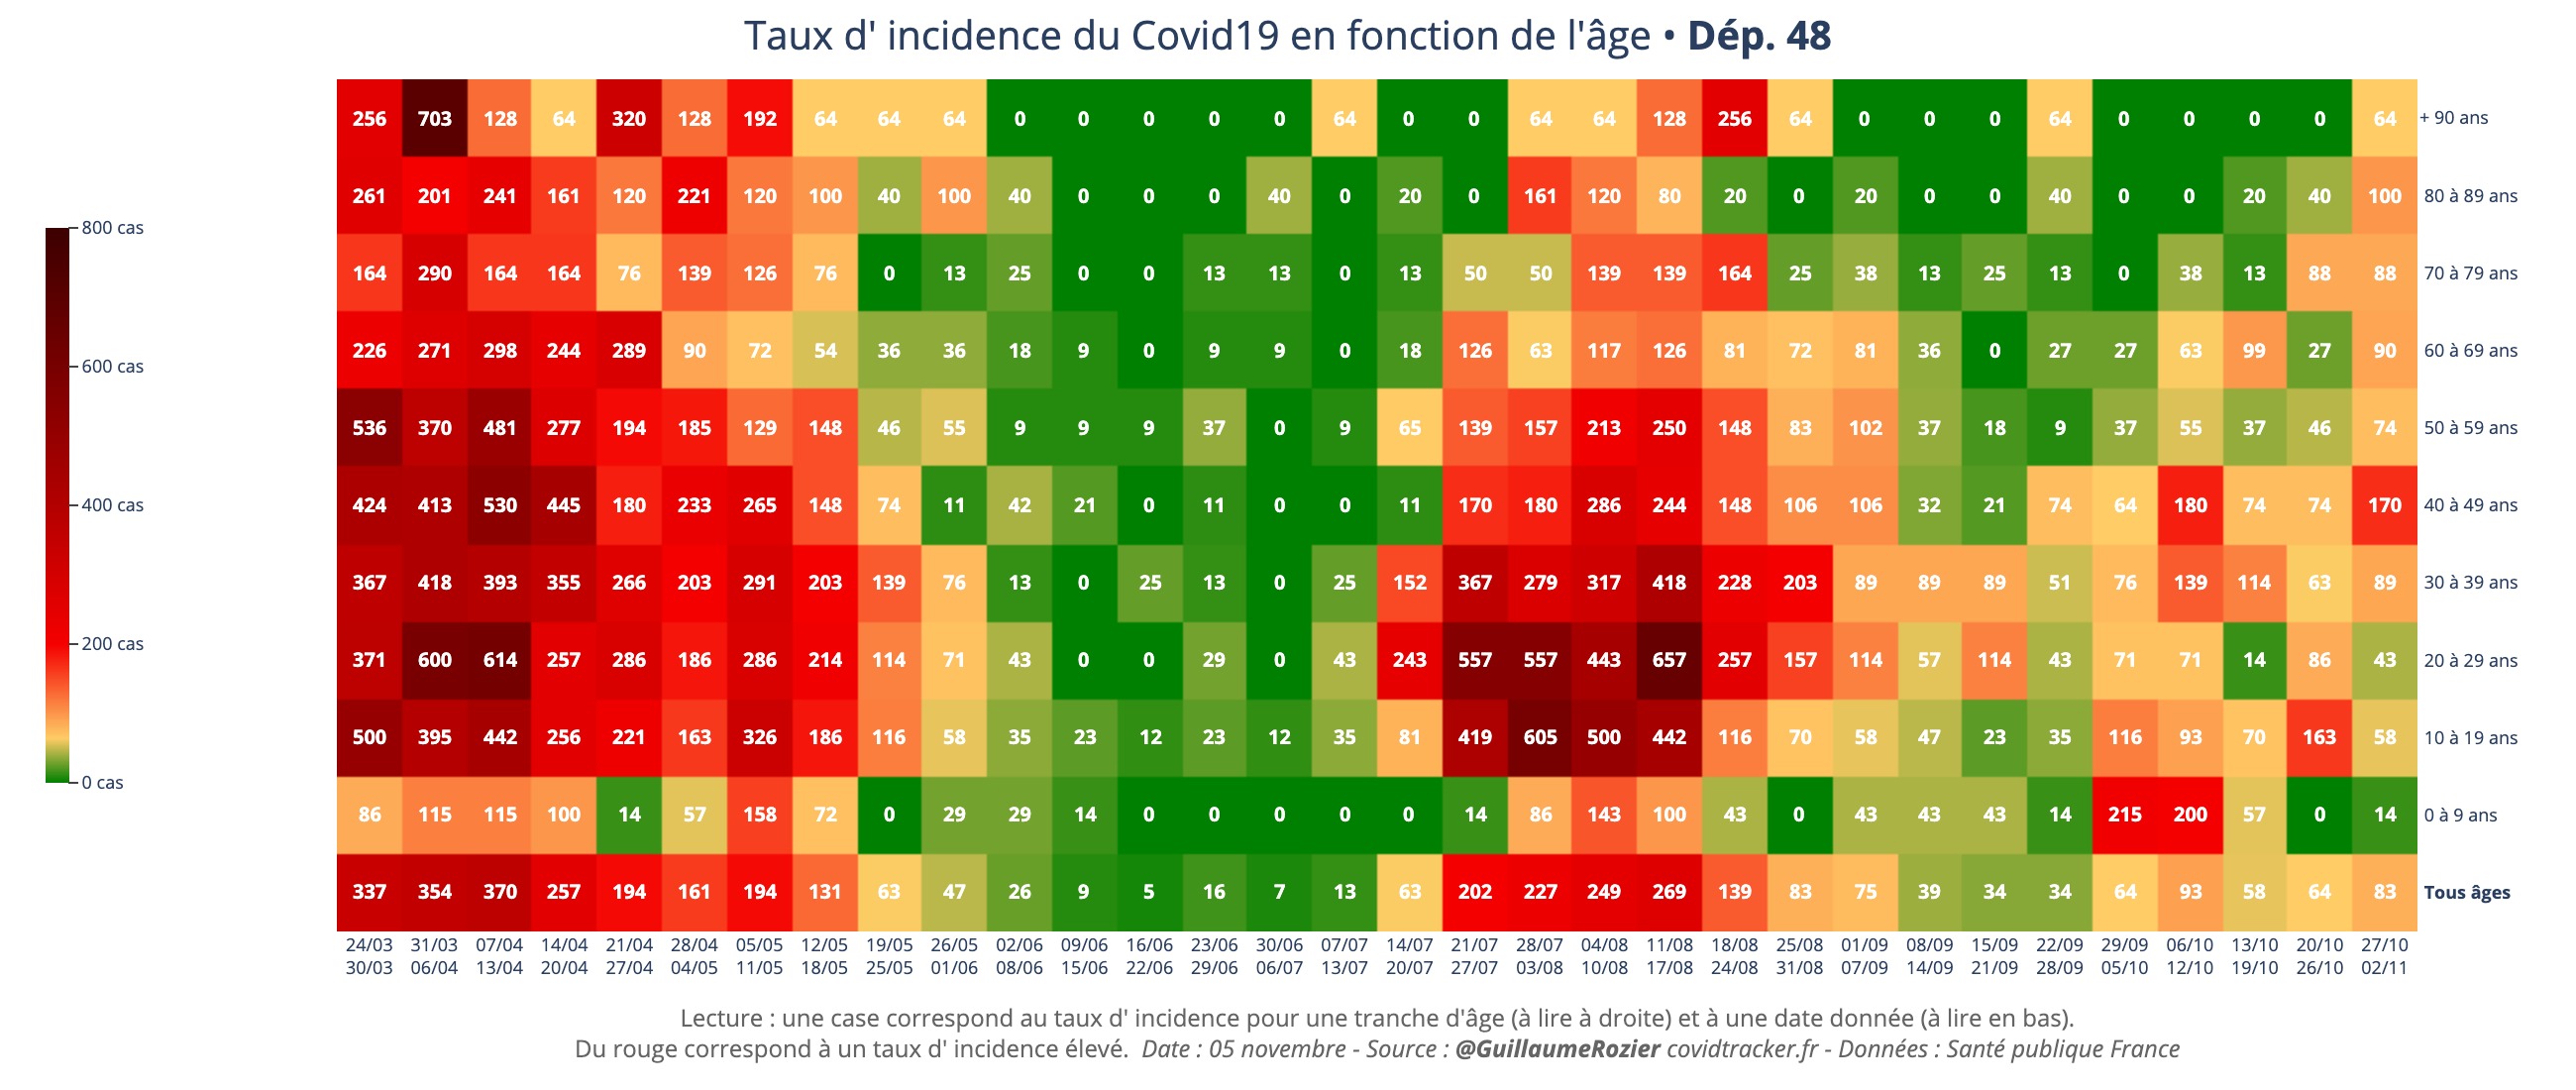 Taux d' incidence du Covid19 en fonction de l'âge • Dép. 48
800 cas
600 cas
400 cas
200 cas
0 cas
256 703 128 64 320 128 192 64 64 64 0 0 0 0 0 64 0 0 64 64 128 256 64 0 0 0 64 0 0 0 0 64 + 90 ans
261 201 241 161 120 221 120 100 40 100 40 0 0 0 40 0 20 0 161 120 80 20 0 20 0 0 40 0 0 20 40 100 80 à 89 ans
164 290 164 164 76 139 126 76 0 13 25 0 0 13 13 0 13 50 50 139 139 164 25 38 13 25 13 0 38 13 88 88 70 à 79 ans
226 271 298 244 289 90 72 54 36 36 18 9 0 9 9 0 18 126 63 117 126 81 72 81 36 0 27 27 63 99 27 90 60 à 69 ans
536 370 481 277 194 185 129 148 46 55 9 9 9 37 0 9 65 139 157 213 250 148 83 102 37 18 9 37 55 37 46 74 50 à 59 ans
424 413 530 445 180 233 265 148 74 11 42 21 0 11 0 0 11 170 180 286 244 148 106 106 32 21 74 64 180 74 74 170 40 à 49 ans
367 418 393 355 266 203 291 203 139 76 13 0 25 13 0 25 152 367 279 317 418 228 203 89 89 89 51 76 139 114 63 89 30 à 39 ans
371 600 614 257 286 186 286 214 114 71 43 0 0 29 0 43 243 557 557 443 657 257 157 114 57 114 43 71 71 14 86 43 20 à 29 ans
500 395 442 256 221 163 326 186 116 58 35 23 12 23 12 35 81 419 605 500 442 116 70 58 47 23 35 116 93 70 163 58 10 à 19 ans
86 115 115 100 14 57 158 72 0 29 29 14 0 0 0 0 0 14 86 143 100 43 0 43 43 43 14 215 200 57 0 14 0 à 9 ans
337 354 370 257 194 161 194 131 63 47 26 9 5 16 7 13 63 202 227 249 269 139 83 75 39 34 34 64 93 58 64 83 Tous âges
24/03 31/03 07/04 14/04 21/04 28/04 05/05 12/05 19/05 26/05 02/06 09/06 16/06 23/06 30/06 07/07 14/07 21/07 28/07 04/08 11/08 18/08 25/08 01/09 08/09 15/09 22/09 29/09 06/10 13/10 20/10 27/10
30/03 06/04 13/04 20/04 27/04 04/05 11/05 18/05 25/05 01/06 08/06 15/06 22/06 29/06 06/07 13/07 20/07 27/07 03/08 10/08 17/08 24/08 31/08 07/09 14/09 21/09 28/09 05/10 12/10 19/10 26/10 02/11
Lecture : une case correspond au taux d' incidence pour une tranche d'âge (à lire à droite) et à une date donnée (à lire en bas).
Du rouge correspond à un taux d' incidence élevé. Date : 05 novembre - Source : @GuillaumeRozier covidtracker.fr - Données : Santé publique France